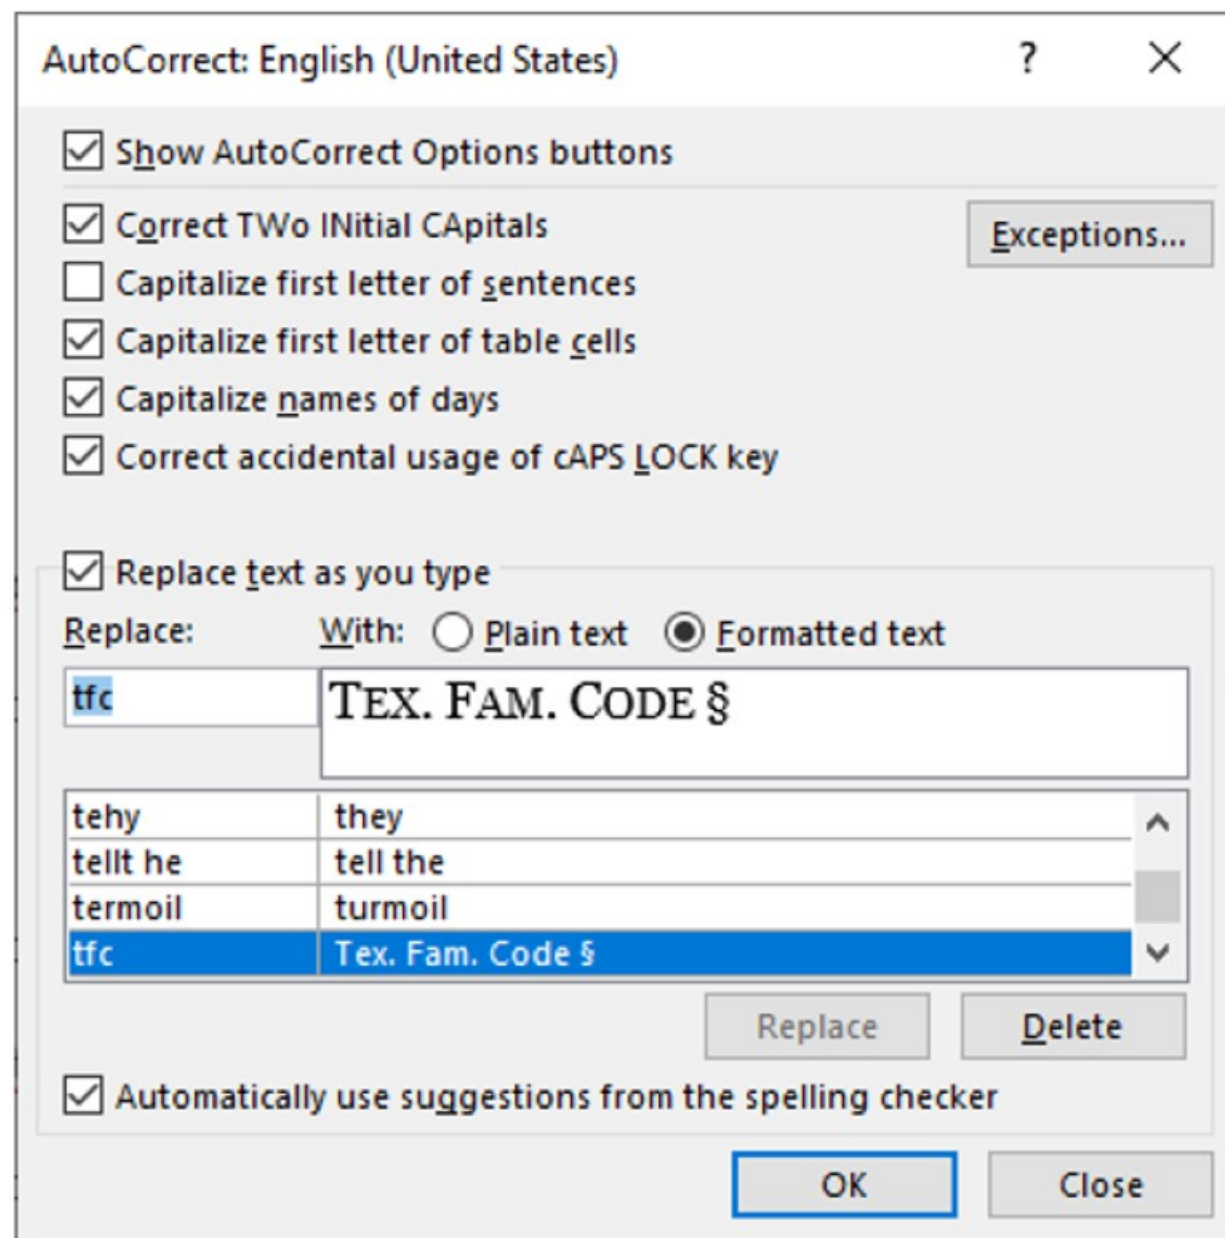 AutoCorrect: English (United States) ?
Show AutoCorrect Options buttons
Correct TWo INitial CApitals
Exceptions...
Capitalize first letter of sentences
Capitalize first letter of table cells
Capitalize names of days
Correct accidental usage of cAPS LOCK key
Replace text as you type
Replace: With: Plain text Formatted text
tfc TEX. FAM. CODE §
tehy they
tellt he tell the
termoil turmoil
tfc Tex. Fam. Code §
Replace Delete
Automatically use suggestions from the spelling checker
OK Close